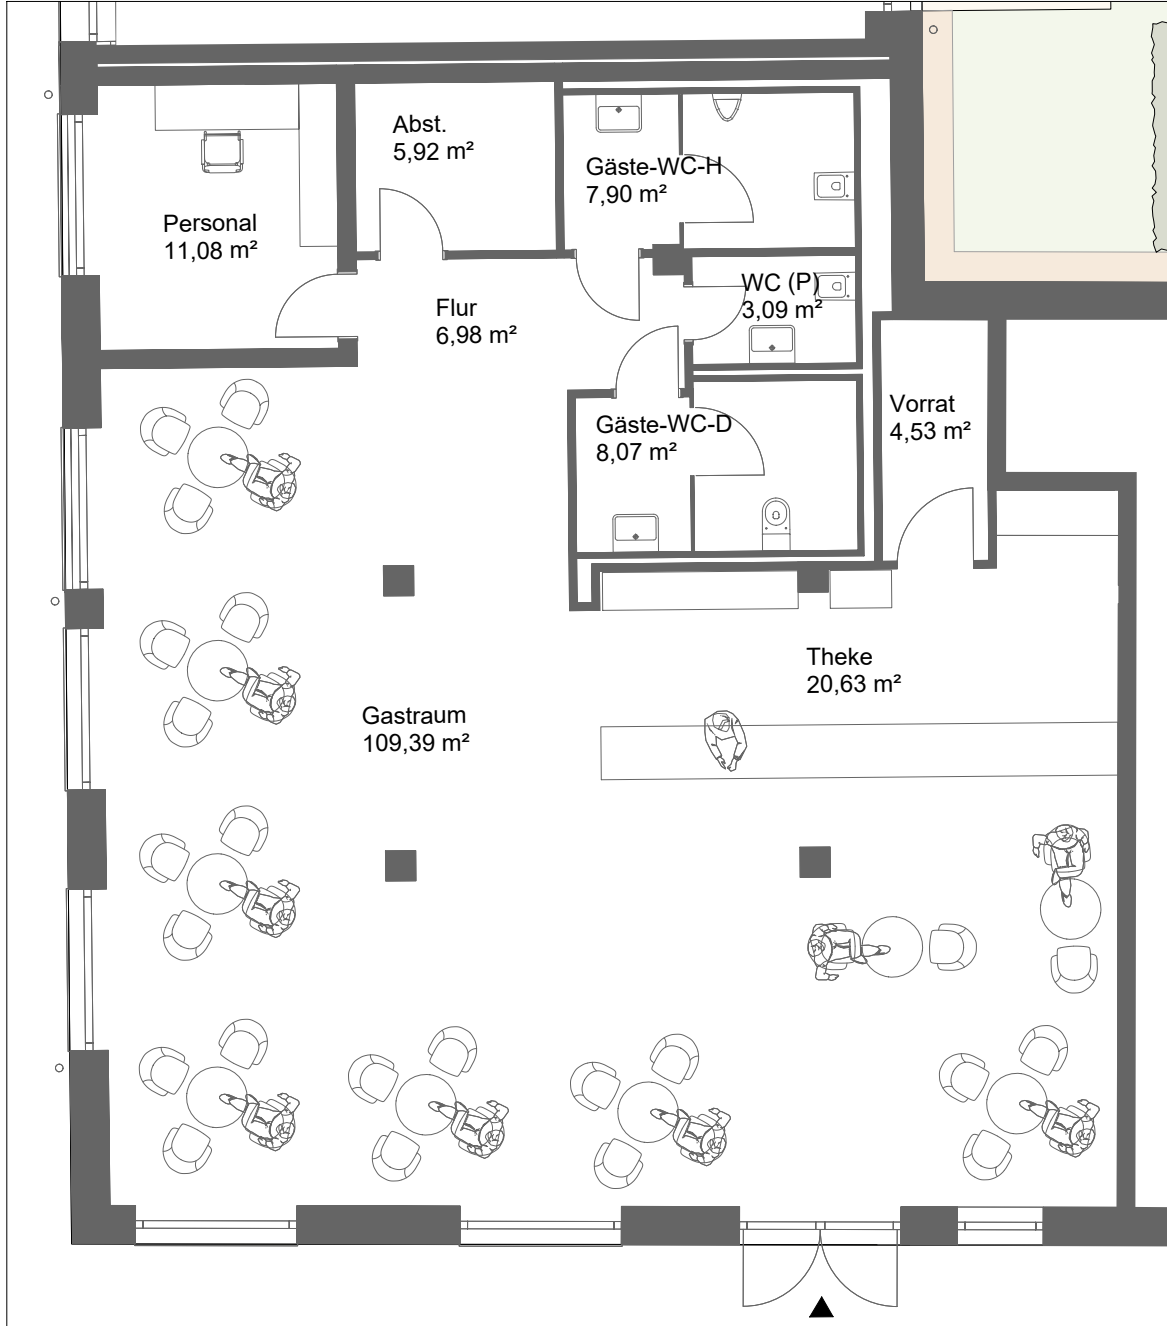 Abst.
5,92 m²
Gäste-WC-H
7,90 m²
Personal
11,08 m²
WC (P)
3,09 m²
Flur
6,98 m²
Vorrat
4,53 m²
Gäste-WC-D
8,07 m²
Theke
20,63 m²
Gastraum
109,39 m²